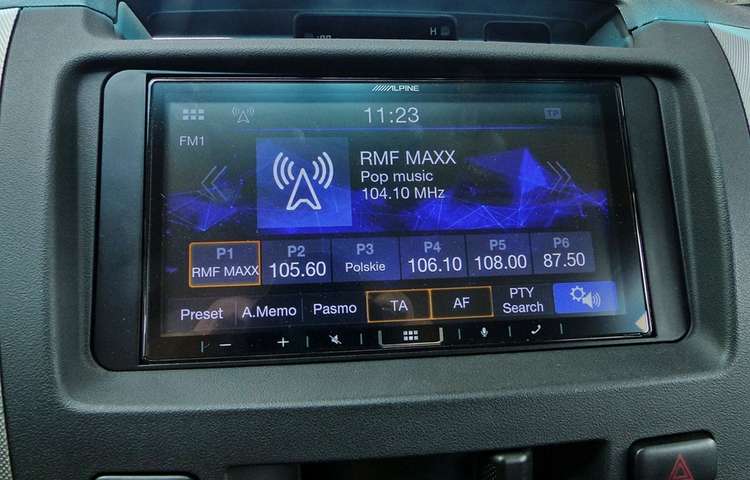 H
ALPINE
11:23
TP
FM1
RMF MAXX
Pop music
104.10 MHz
P1 P2 P3 P4 P5 P6
RMF MAXX 105.60 Polskie 106.10 108.00 87.50
Preset A.Memo Pasmo TA AF PTY Search
− +